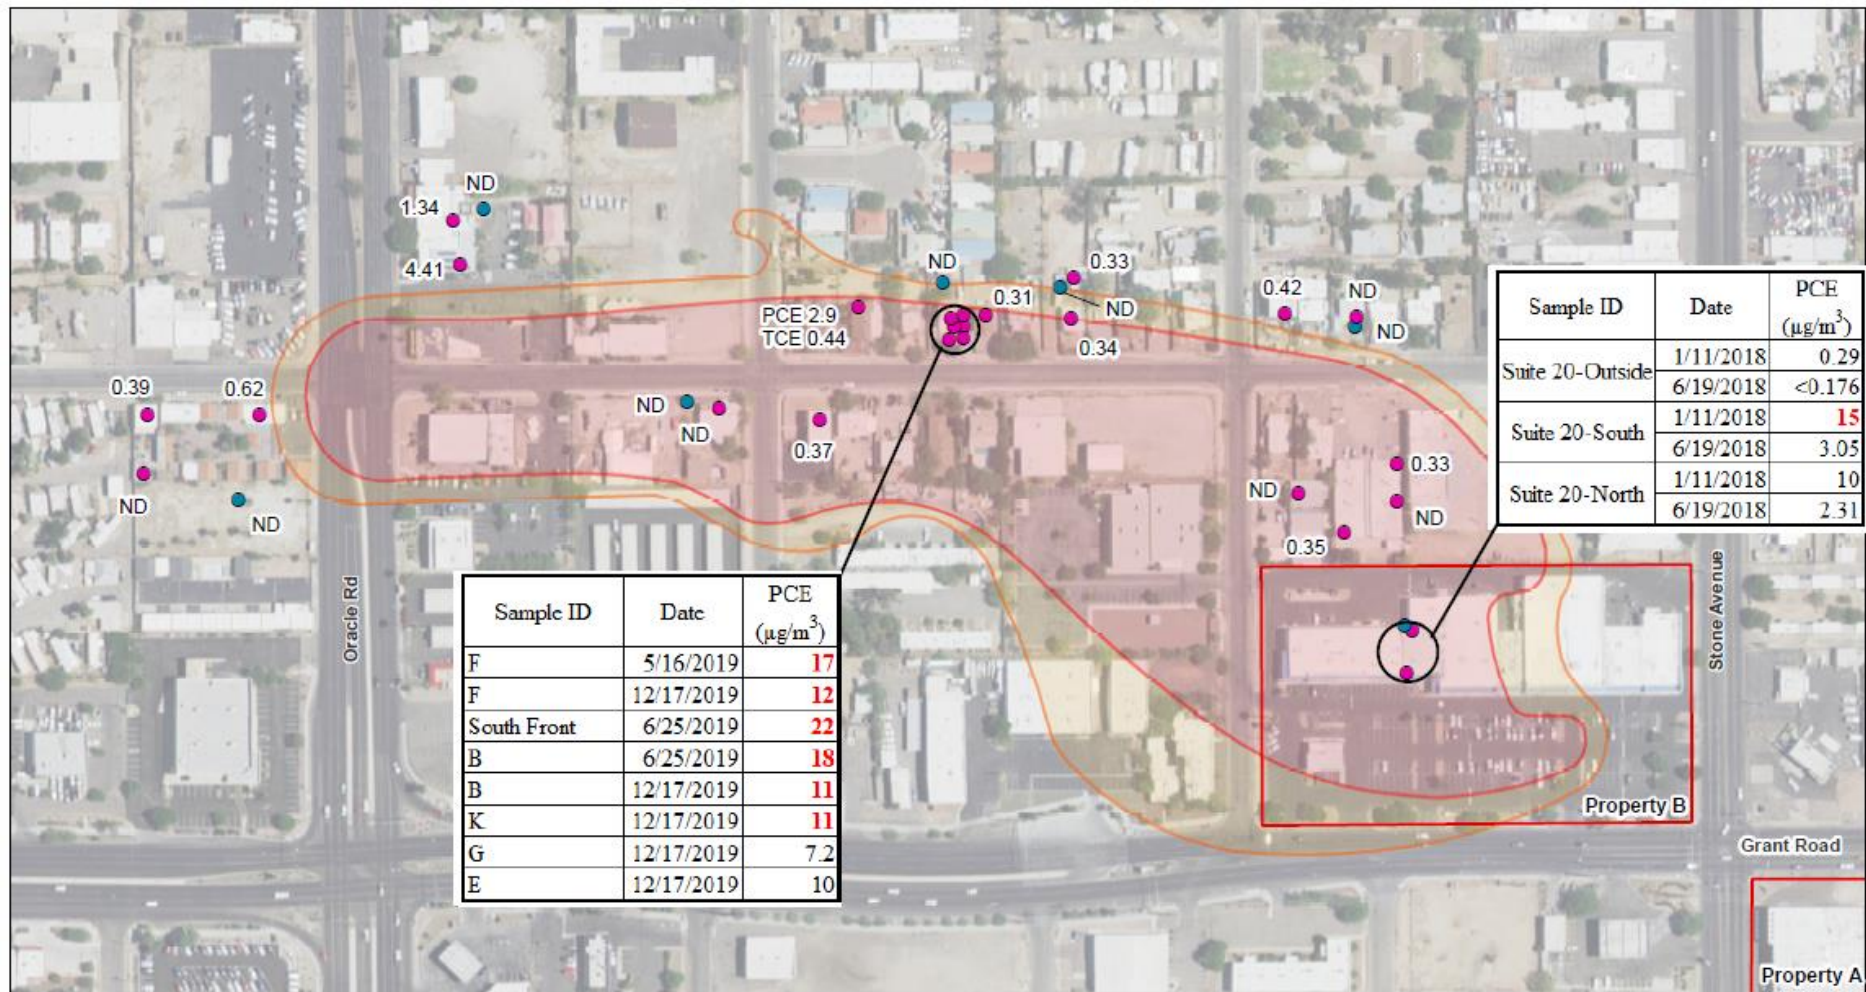 ND
1.34
4.41
ND
0.33
0.31
ND
PCE 2.9
TCE 0.44
0.34
0.42
ND
ND
0.39
0.62
ND
ND
0.37
ND
ND
0.33
ND
ND
0.35
Sample ID Date PCE (µg/m³)
Suite 20-Outside 1/11/2018 0.29
6/19/2018 <0.176
Suite 20-South 1/11/2018 15
6/19/2018 3.05
Suite 20-North 1/11/2018 10
6/19/2018 2.31
Oracle Rd
Stone Avenue
Sample ID Date PCE (µg/m³)
F 5/16/2019 17
F 12/17/2019 12
South Front 6/25/2019 22
B 6/25/2019 18
B 12/17/2019 11
K 12/17/2019 11
G 12/17/2019 7.2
E 12/17/2019 10
Property B
Grant Road
Property A